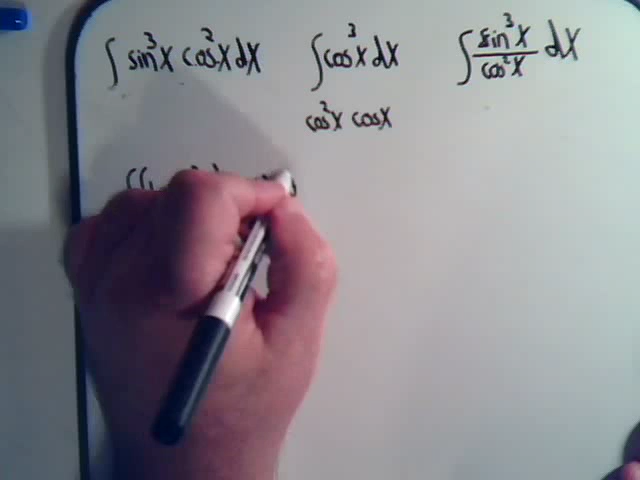 ∫ sin³x cos²x dx ∫ cos³x dx ∫ sin³x/cos²x dx
cos²x cosx